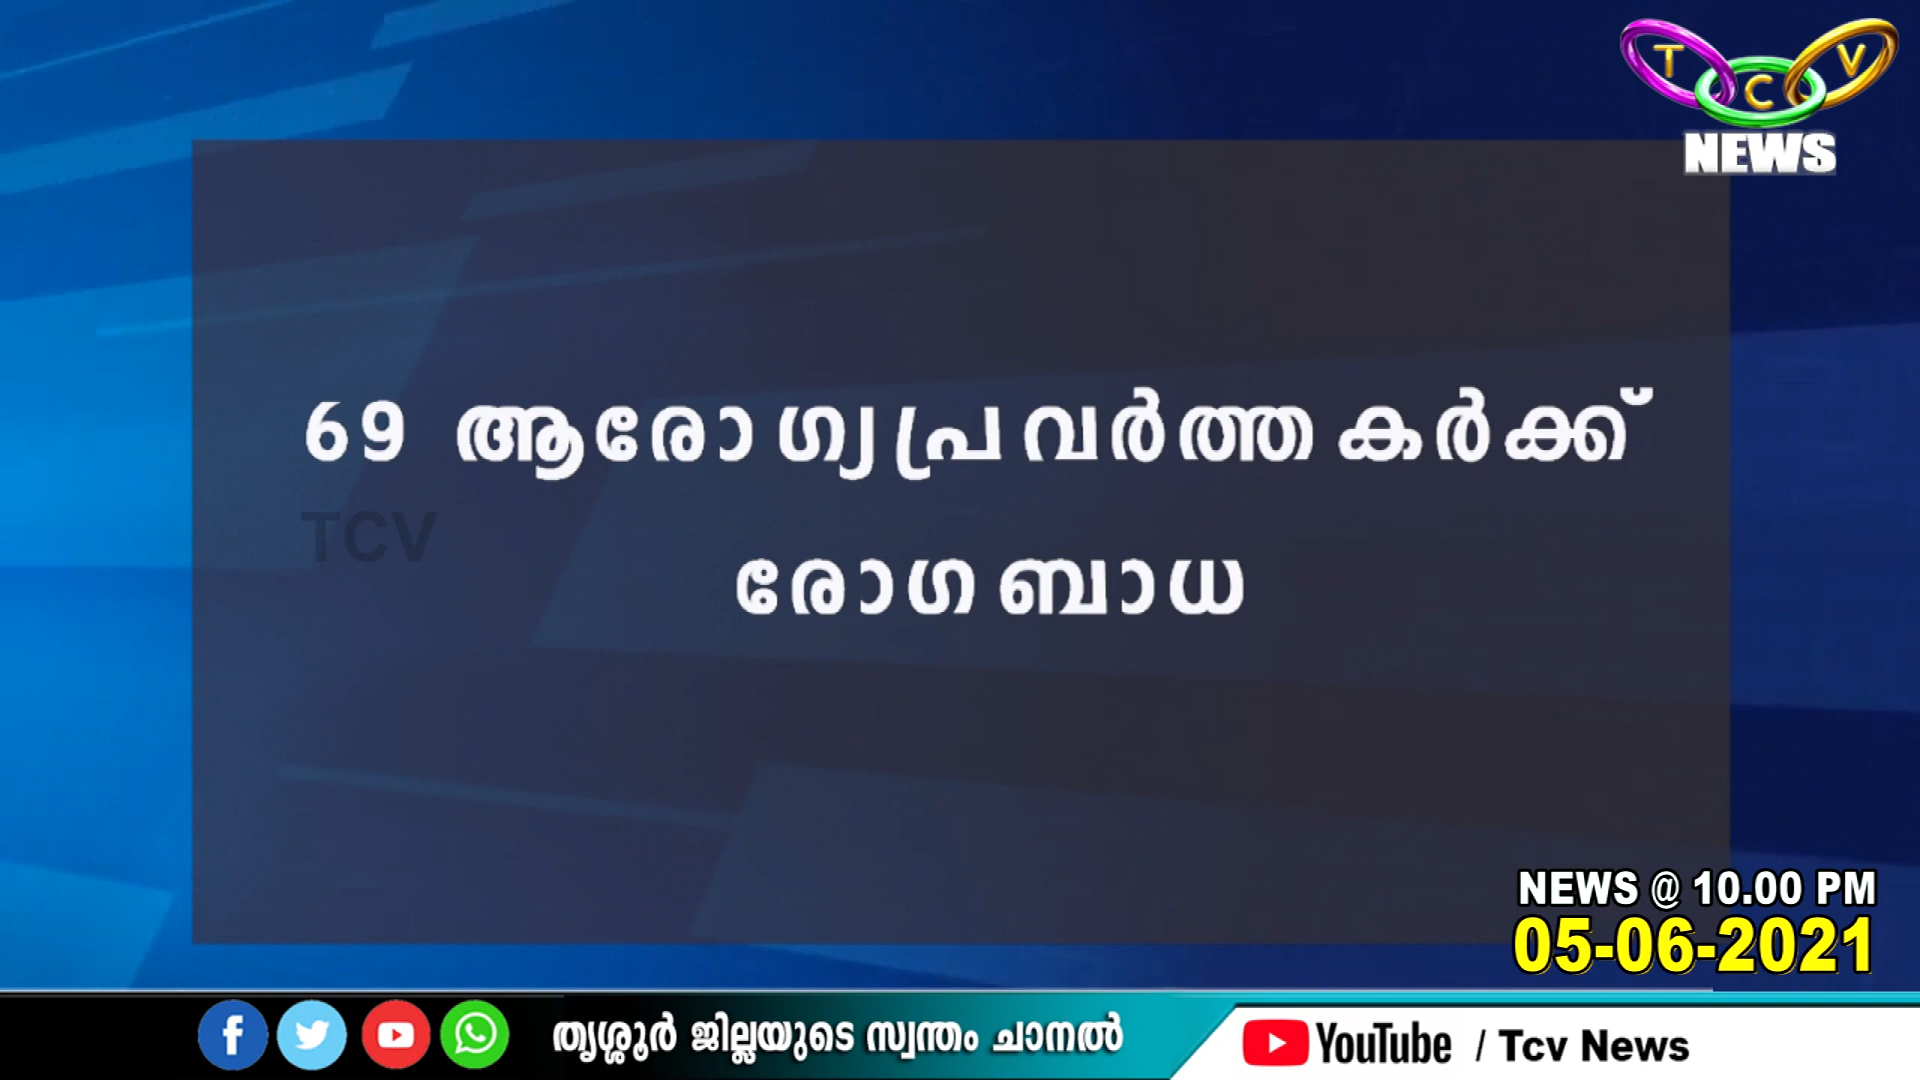 T C V
NEWS
69 ആരോഗ്യപ്രവർത്തകർക്ക്
TCV
രോഗബാധ
NEWS @ 10.00 PM
05-06-2021
തൃശ്ശൂർ ജില്ലയുടെ സ്വന്തം ചാനൽ
YouTube / Tcv News